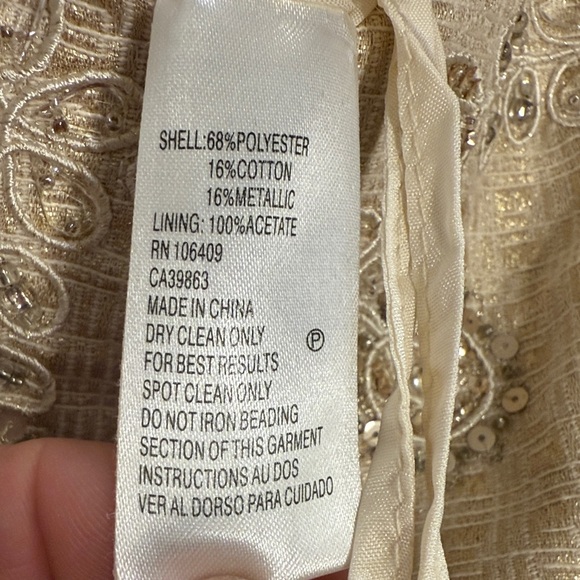 SHELL:68%POLYESTER
16%COTTON
16%METALLIC
LINING: 100%ACETATE
RN 106409
CA39863
MADE IN CHINA
DRY CLEAN ONLY
Ⓟ
FOR BEST RESULTS
SPOT CLEAN ONLY
DO NOT IRON BEADING
SECTION OF THIS GARMENT
INSTRUCTIONS AU DOS
VER AL DORSO PARA CUIDADO